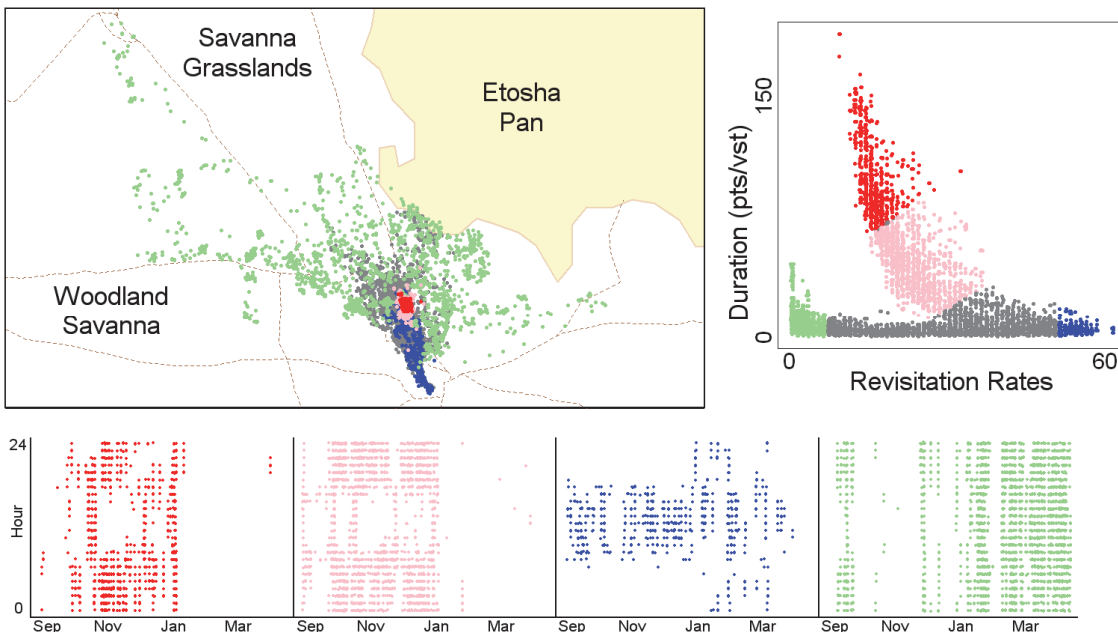 Savanna
Grasslands
Etosha
Pan
Woodland
Savanna
Duration (pts/vst)
150
0
0
60
Revisitation Rates
24
Hour
0
Sep
Nov
Jan
Mar
Sep
Nov
Jan
Mar
Sep
Nov
Jan
Mar
Sep
Nov
Jan
Mar